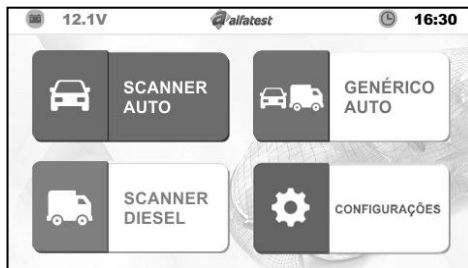 12.1V
alfatest
16:30
SCANNER
AUTO
GENÉRICO
AUTO
SCANNER
DIESEL
CONFIGURAÇÕES